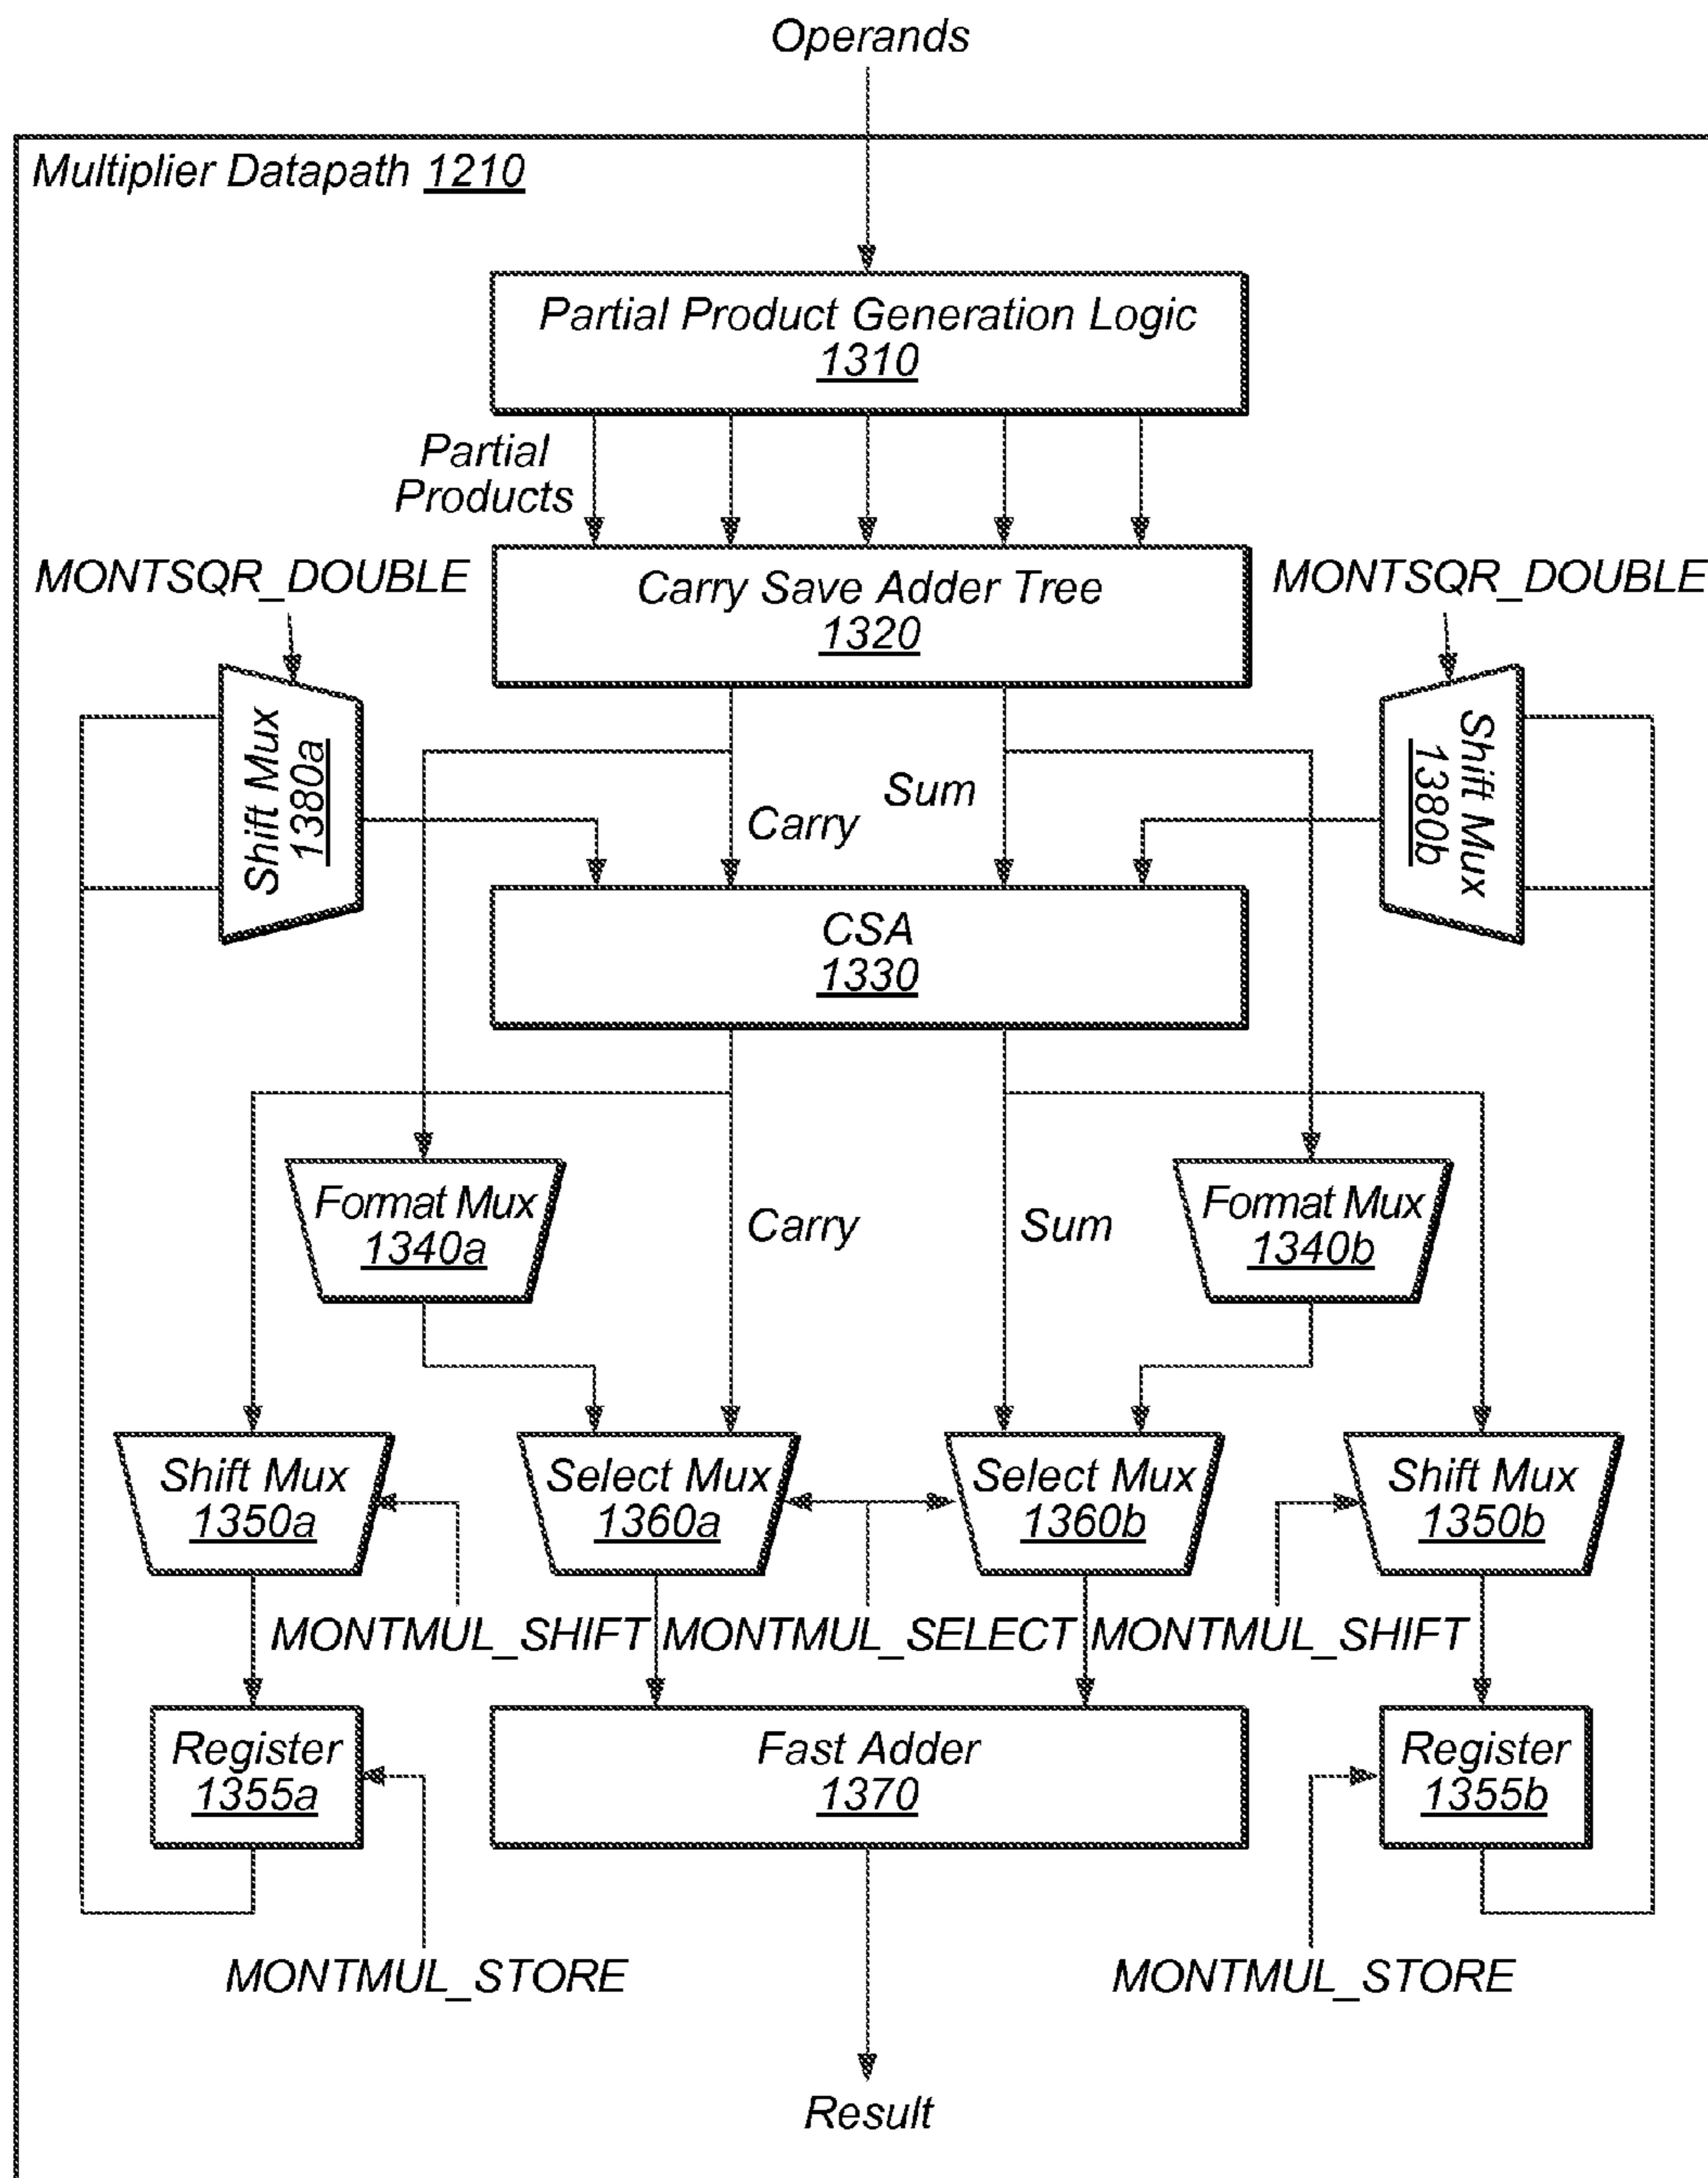 Operands
Multiplier Datapath 1210
Partial Product Generation Logic
1310
Partial
Products
MONTSQR_DOUBLE
Carry Save Adder Tree
1320
MONTSQR_DOUBLE
Shift Mux
1380a
Sum
Carry
Shift Mux
1380b
CSA
1330
Format Mux
1340a
Carry
Sum
Format Mux
1340b
Shift Mux
1350a
Select Mux
1360a
Select Mux
1360b
Shift Mux
1350b
MONTMUL_SHIFT
MONTMUL_SELECT
MONTMUL_SHIFT
Register
1355a
Fast Adder
1370
Register
1355b
MONTMUL_STORE
MONTMUL_STORE
Result